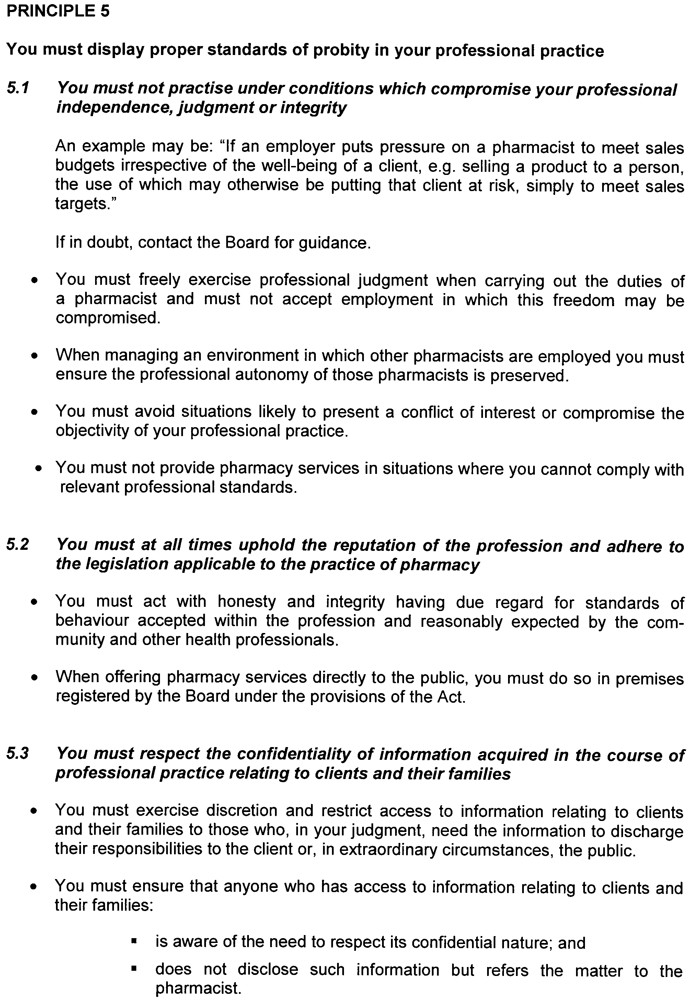 PRINCIPLE 5
You must display proper standards of probity in your professional practice
5.1 You must not practise under conditions which compromise your professional
independence, judgment or integrity
An example may be: “If an employer puts pressure on a pharmacist to meet sales
budgets irrespective of the well-being of a client, e.g. selling a product to a person,
the use of which may otherwise be putting that client at risk, simply to meet sales
targets.”
If in doubt, contact the Board for guidance.
• You must freely exercise professional judgment when carrying out the duties of
a pharmacist and must not accept employment in which this freedom may be
compromised.
• When managing an environment in which other pharmacists are employed you must
ensure the professional autonomy of those pharmacists is preserved.
• You must avoid situations likely to present a conflict of interest or compromise the
objectivity of your professional practice.
• You must not provide pharmacy services in situations where you cannot comply with
relevant professional standards.
5.2 You must at all times uphold the reputation of the profession and adhere to
the legislation applicable to the practice of pharmacy
• You must act with honesty and integrity having due regard for standards of
behaviour accepted within the profession and reasonably expected by the com-
munity and other health professionals.
• When offering pharmacy services directly to the public, you must do so in premises
registered by the Board under the provisions of the Act.
5.3 You must respect the confidentiality of information acquired in the course of
professional practice relating to clients and their families
• You must exercise discretion and restrict access to information relating to clients
and their families to those who, in your judgment, need the information to discharge
their responsibilities to the client or, in extraordinary circumstances, the public.
• You must ensure that anyone who has access to information relating to clients and
their families:
▪ is aware of the need to respect its confidential nature; and
▪ does not disclose such information but refers the matter to the
pharmacist.